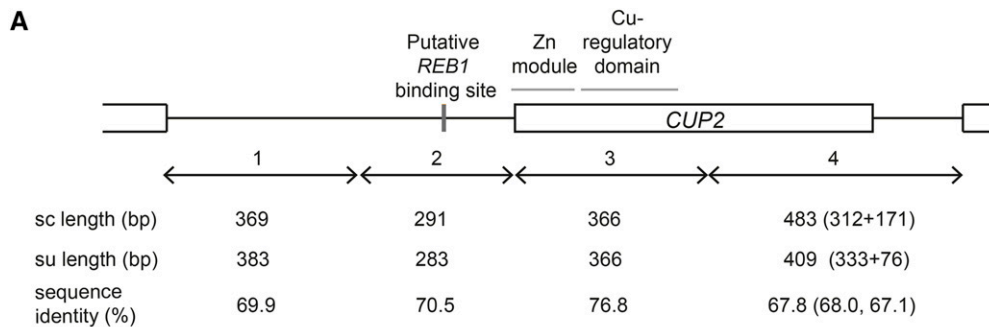 A
Putative
REB1
binding site
Zn
module
Cu-
regulatory
domain
CUP2
1 2 3 4
sc length (bp) 369 291 366 483 (312+171)
su length (bp) 383 283 366 409 (333+76)
sequence
identity (%) 69.9 70.5 76.8 67.8 (68.0, 67.1)